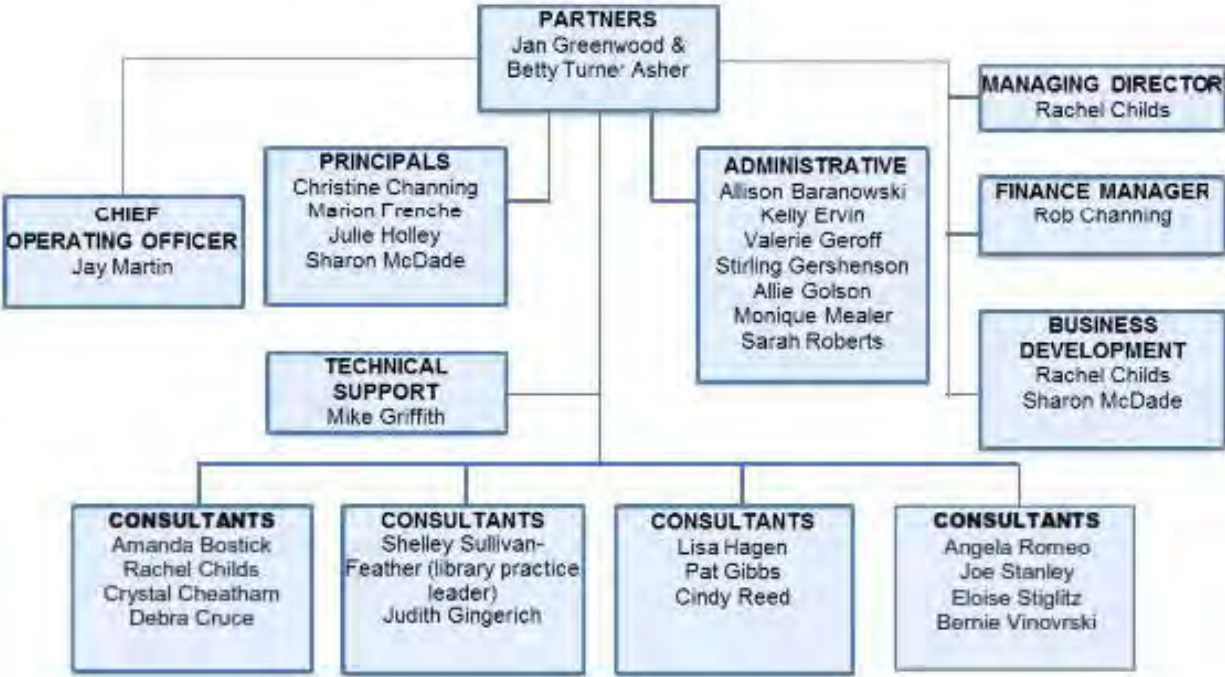 PARTNERS
Jan Greenwood &
Betty Turner Asher
MANAGING DIRECTOR
Rachel Childs
PRINCIPALS
Christine Channing
Marion Frenche
Julie Holley
Sharon McDade
ADMINISTRATIVE
Allison Baranowski
Kelly Ervin
Valerie Geroff
Stirling Gershenson
Allie Golson
Monique Mealer
Sarah Roberts
FINANCE MANAGER
Rob Channing
CHIEF
OPERATING OFFICER
Jay Martin
BUSINESS
DEVELOPMENT
Rachel Childs
Sharon McDade
TECHNICAL
SUPPORT
Mike Griffith
CONSULTANTS
Amanda Bostick
Rachel Childs
Crystal Cheatham
Debra Cruce
CONSULTANTS
Shelley Sullivan-
Feather (library practice
leader)
Judith Gingerich
CONSULTANTS
Lisa Hagen
Pat Gibbs
Cindy Reed
CONSULTANTS
Angela Romeo
Joe Stanley
Eloise Stiglitz
Bernie Vinovrski